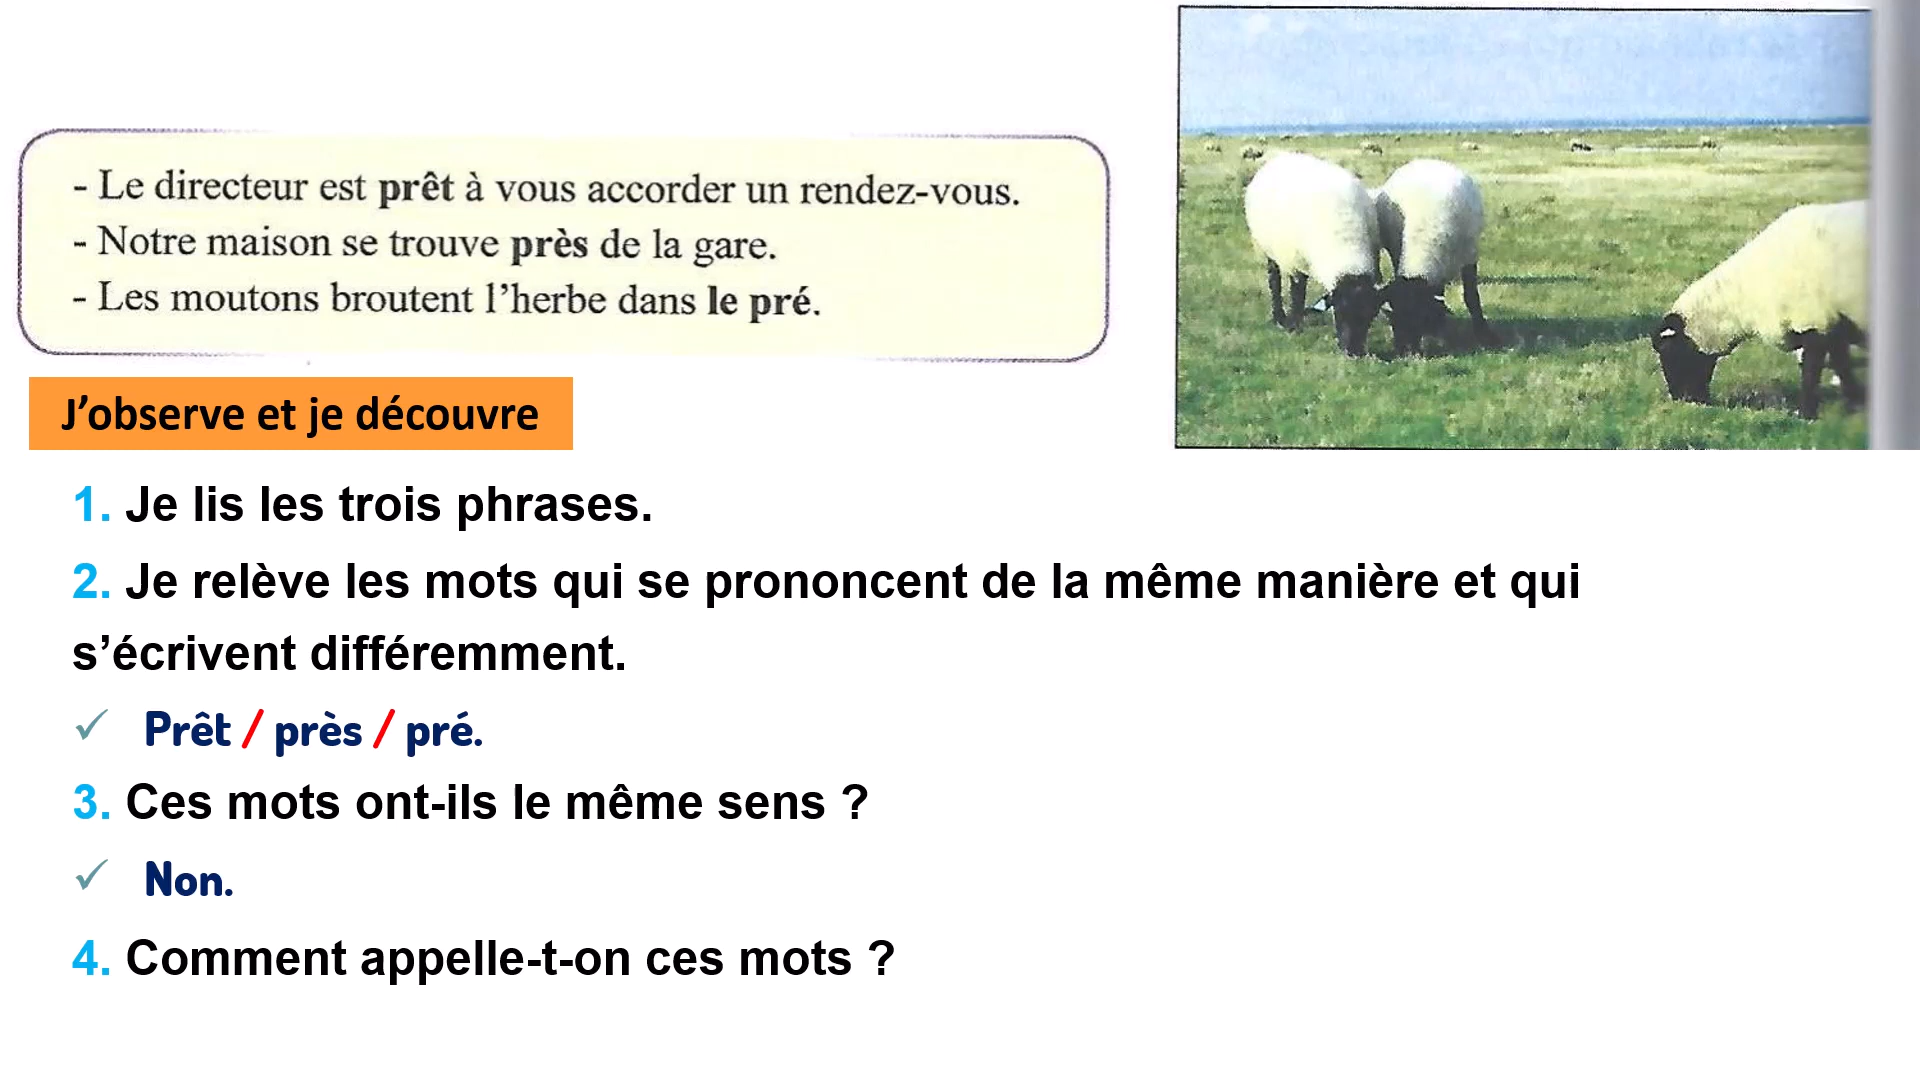 - Le directeur est prêt à vous accorder un rendez-vous.
- Notre maison se trouve près de la gare.
- Les moutons broutent l'herbe dans le pré.
J'observe et je découvre
1. Je lis les trois phrases.
2. Je relève les mots qui se prononcent de la même manière et qui
s'écrivent différemment.
✓ Prêt / près / pré.
3. Ces mots ont-ils le même sens ?
✓ Non.
4. Comment appelle-t-on ces mots ?